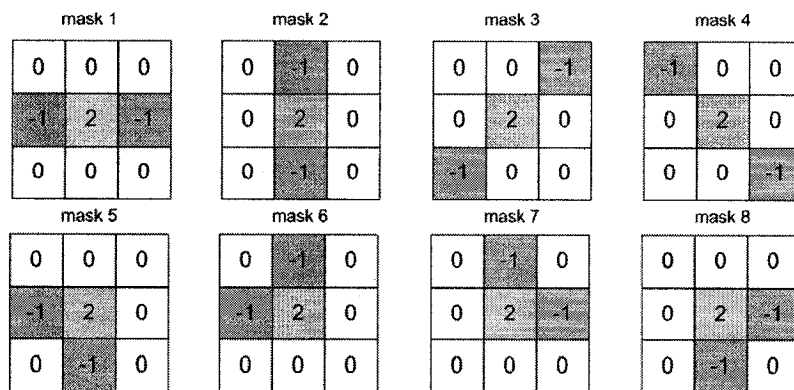 mask 1 mask 2 mask 3 mask 4
0 0 0 0 -1 0 0 0 -1 -1 0 0
-1 2 -1 0 2 0 0 2 0 0 2 0
0 0 0 0 -1 0 -1 0 0 0 0 -1
mask 5 mask 6 mask 7 mask 8
0 0 0 0 -1 0 0 -1 0 0 0 0
-1 2 0 -1 2 0 0 2 -1 0 2 -1
0 -1 0 0 0 0 0 0 0 0 -1 0